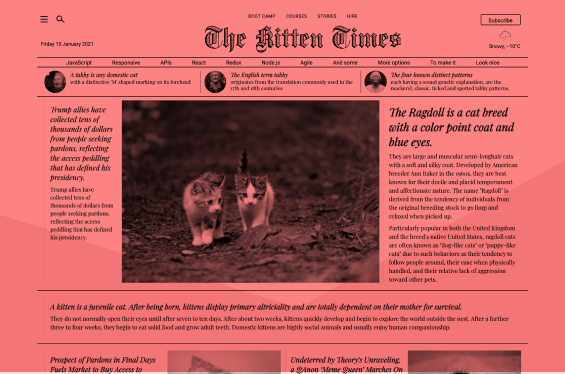 BOOT CAMP COURSES STORIES HIRE
Subscribe
The Kitten Times
Friday 15 January 2021
Snowy, -10°C
JavaScript Responsive APIs React Redux Node.js Agile And some More options To make it Look nice
A tabby is any domestic cat
with a distinctive 'M' shaped marking on its forehead
The English term tabby
originates from the translation commonly used in the
17th and 18th centuries
The four known distinct patterns
each having a sound genetic explanation, are the
mackerel, classic, ticked and spotted tabby patterns.
Trump allies have
collected tens of
thousands of dollars
from people seeking
pardons, reflecting
the access peddling
that has defined his
presidency.
Trump allies have
collected tens of
thousands of dollars from
people seeking pardons,
reflecting the access
peddling that has defined
his presidency.
The Ragdoll is a cat breed
with a color point coat and
blue eyes.
They are large and muscular semi-longhair cats
with a soft and silky coat. Developed by American
breeder Ann Baker in the 1960s, they are best
known for their docile and placid temperament
and affectionate nature. The name "Ragdoll" is
derived from the tendency of individuals from
the original breeding stock to go limp and
relaxed when picked up.
Particularly popular in both the United Kingdom
and the breed's native United States, ragdoll cats
are often known as "dog-like cats" or "puppy-like
cats" due to such behaviors as their tendency to
follow people around, their ease when physically
handled, and their relative lack of aggression
toward other pets.
A kitten is a juvenile cat. After being born, kittens display primary altriciality and are totally dependent on their mother for survival.
They do not normally open their eyes until after seven to ten days. After about two weeks, kittens quickly develop and begin to explore the world outside the nest. After a further
three to four weeks, they begin to eat solid food and grow adult teeth. Domestic kittens are highly social animals and usually enjoy human companionship.
Prospect of Pardons in Final Days
Fuels Market to Buy Access to
Undeterred by Theory's Unraveling,
a QAnon 'Meme Queen' Marches On